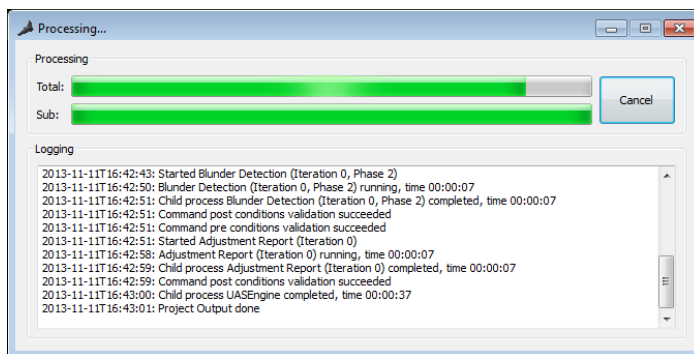 Processing...
Processing
Total:
Cancel
Sub:
Logging
2013-11-11T16:42:43: Started Blunder Detection (Iteration 0, Phase 2)
2013-11-11T16:42:50: Blunder Detection (Iteration 0, Phase 2) running, time 00:00:07
2013-11-11T16:42:51: Child process Blunder Detection (Iteration 0, Phase 2) completed, time 00:00:07
2013-11-11T16:42:51: Command post conditions validation succeeded
2013-11-11T16:42:51: Command pre conditions validation succeeded
2013-11-11T16:42:51: Started Adjustment Report (Iteration 0)
2013-11-11T16:42:58: Adjustment Report (Iteration 0) running, time 00:00:07
2013-11-11T16:42:59: Child process Adjustment Report (Iteration 0) completed, time 00:00:07
2013-11-11T16:42:59: Command post conditions validation succeeded
2013-11-11T16:43:00: Child process UASEngine completed, time 00:00:37
2013-11-11T16:43:01: Project Output done